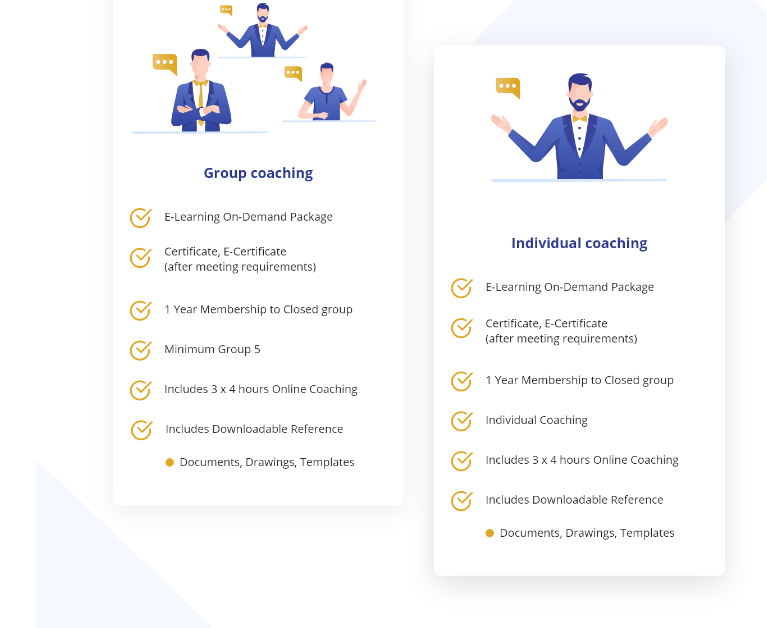 Group coaching
E-Learning On-Demand Package
Certificate, E-Certificate
(after meeting requirements)
1 Year Membership to Closed group
Minimum Group 5
Includes 3 x 4 hours Online Coaching
Includes Downloadable Reference
Documents, Drawings, Templates
Individual coaching
E-Learning On-Demand Package
Certificate, E-Certificate
(after meeting requirements)
1 Year Membership to Closed group
Individual Coaching
Includes 3 x 4 hours Online Coaching
Includes Downloadable Reference
Documents, Drawings, Templates